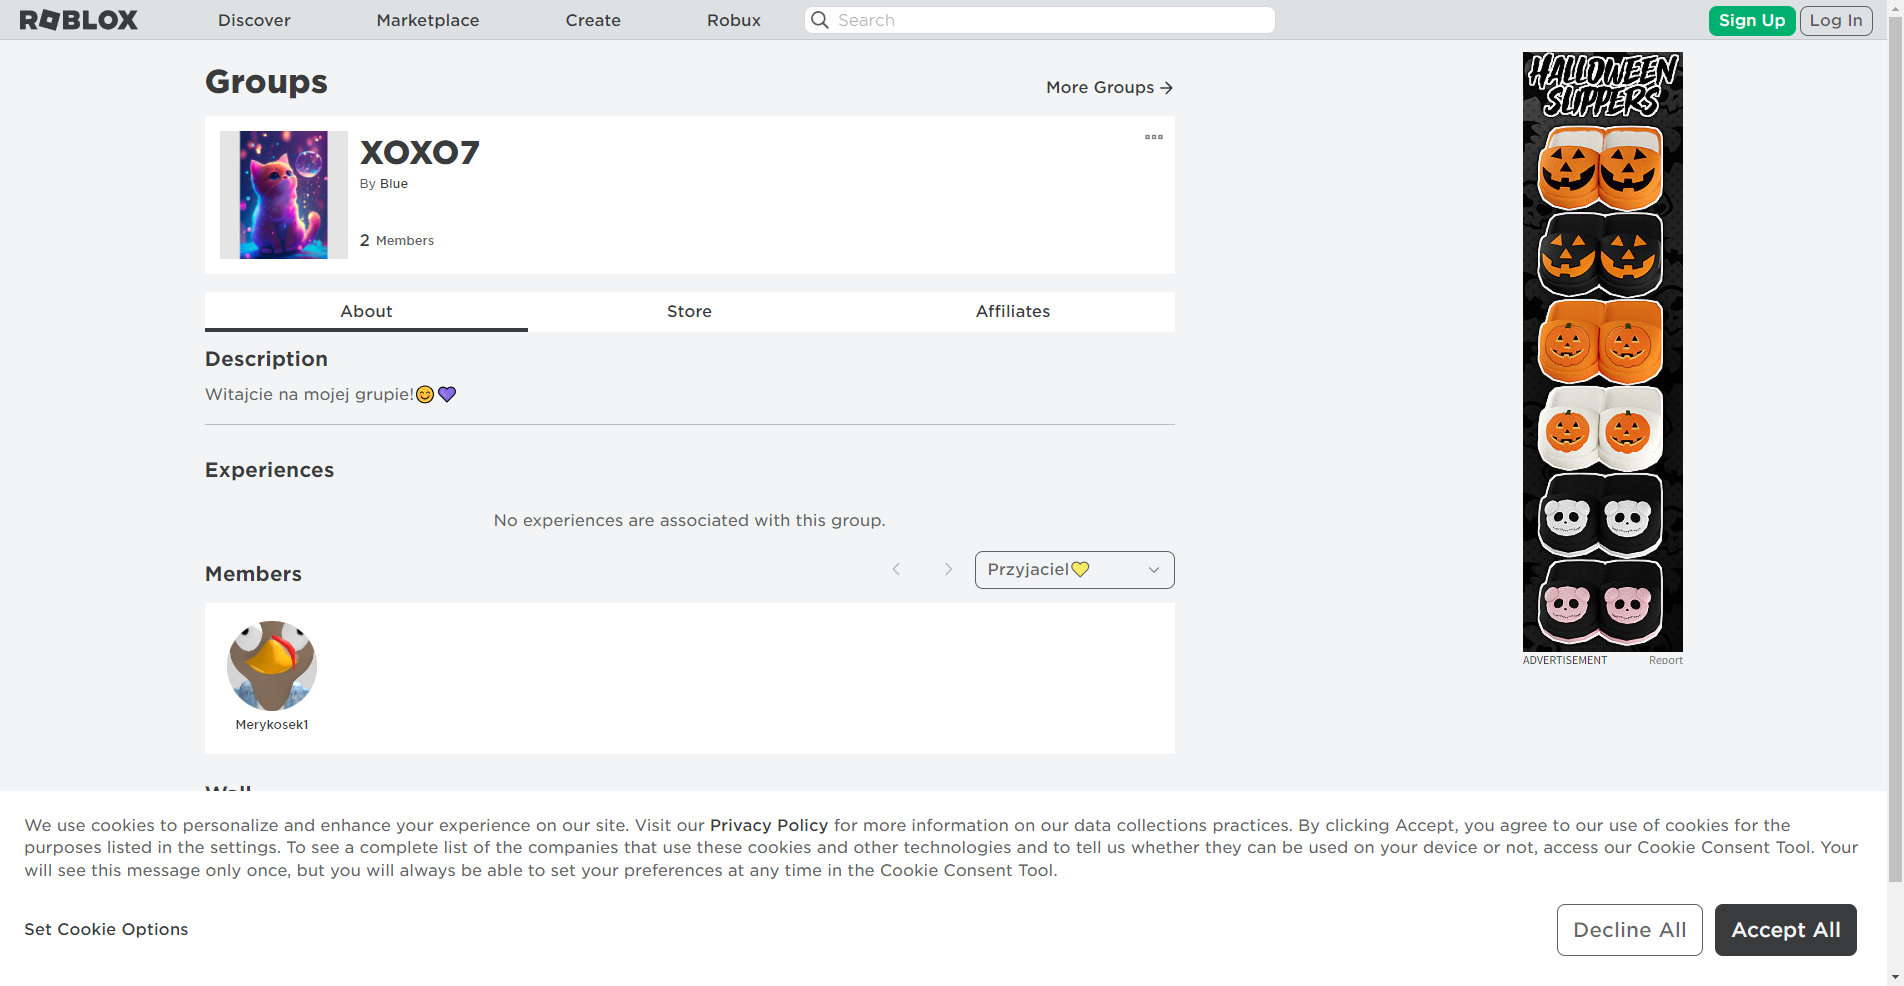 ROBLOX
Discover
Marketplace
Create
Robux
Search
Sign Up
Log In
Groups
More Groups
XOXO7
By Blue
2 Members
About
Store
Affiliates
Description
Witajcie na mojej grupie!😊💜
Experiences
No experiences are associated with this group.
Members
Przyjaciel💛
Merykosek1
HALLOWEEN
SLIPPERS
ADVERTISEMENT
Report
We use cookies to personalize and enhance your experience on our site. Visit our Privacy Policy for more information on our data collections practices. By clicking Accept, you agree to our use of cookies for the
purposes listed in the settings. To see a complete list of the companies that use these cookies and other technologies and to tell us whether they can be used on your device or not, access our Cookie Consent Tool. Your
will see this message only once, but you will always be able to set your preferences at any time in the Cookie Consent Tool.
Set Cookie Options
Decline All
Accept All